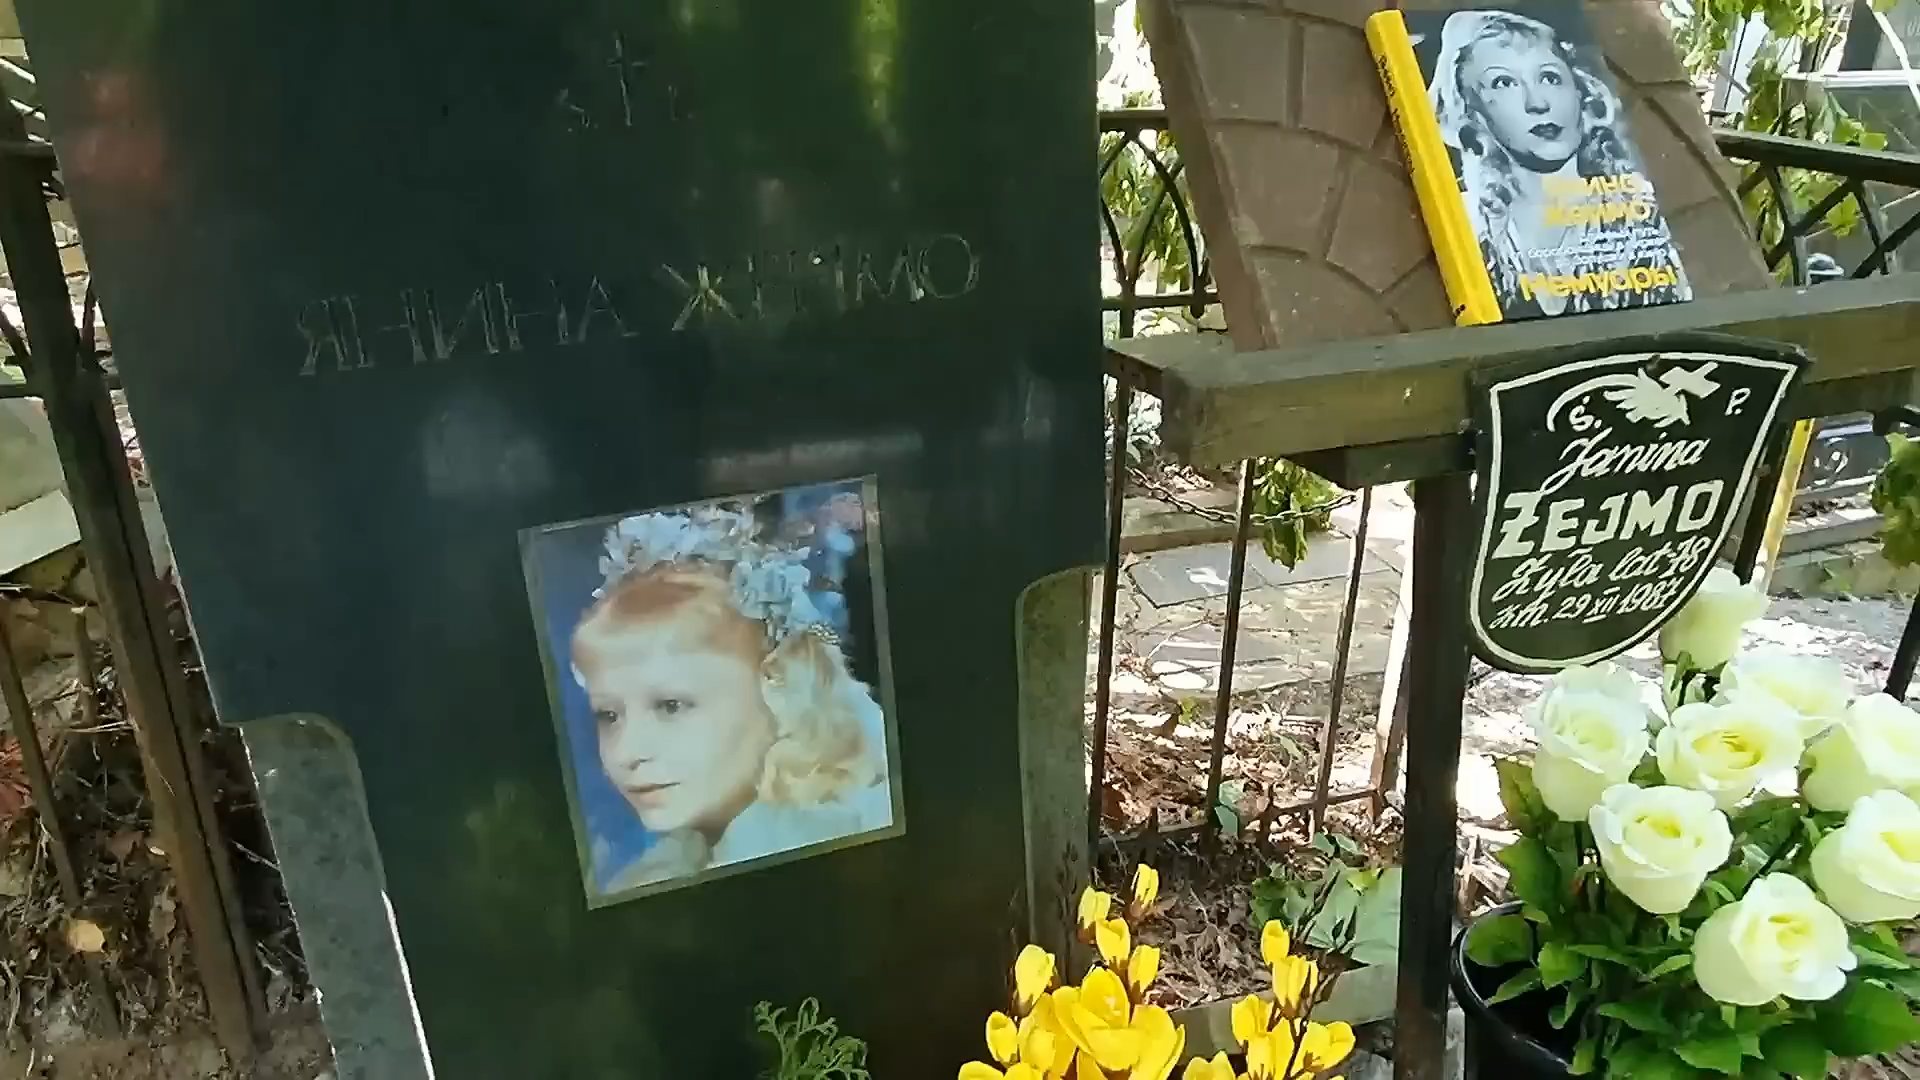 Ś. P.
ЯНИНА ЖЕЙМО
Янина
Жеймо
Мемуары
Ś. P.
Janina
ŻEJMO
Żyła lat 78
zm. 29 XII 1987